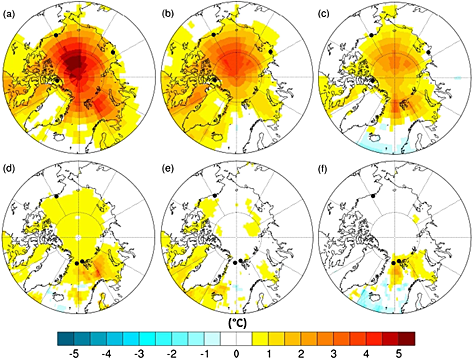 (a) (b) (c)
(d) (e) (f)
(°C)
-5 -4 -3 -2 -1 0 1 2 3 4 5